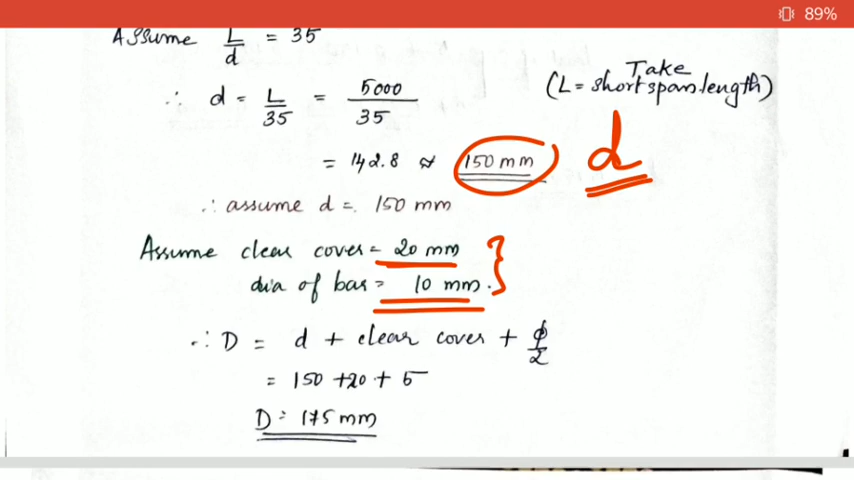 89%
Assume L/d = 35
∴ d = L/35 = 5000/35
Take
(L = short span length)
= 142.8 ≈ 150 mm
d
∴ assume d = 150 mm
Assume clear cover = 20 mm
dia of bar = 10 mm.
∴ D = d + clear cover + ϕ/2
= 150 + 20 + 5
D = 175 mm